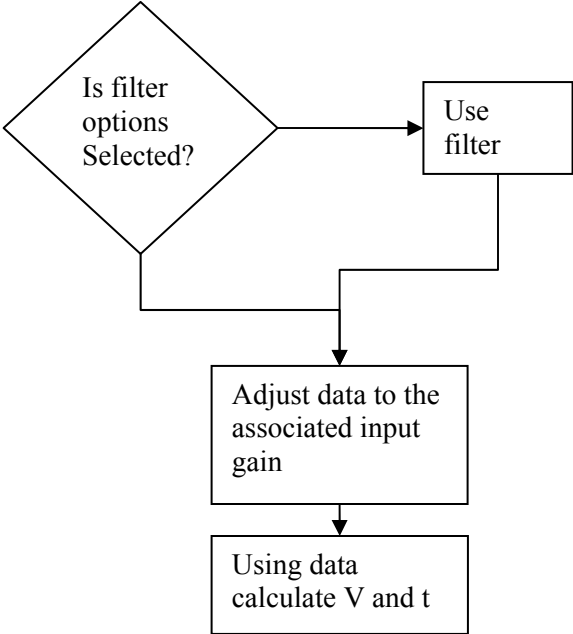 Is filter
options
Selected?
Use
filter
Adjust data to the
associated input
gain
Using data
calculate V and t